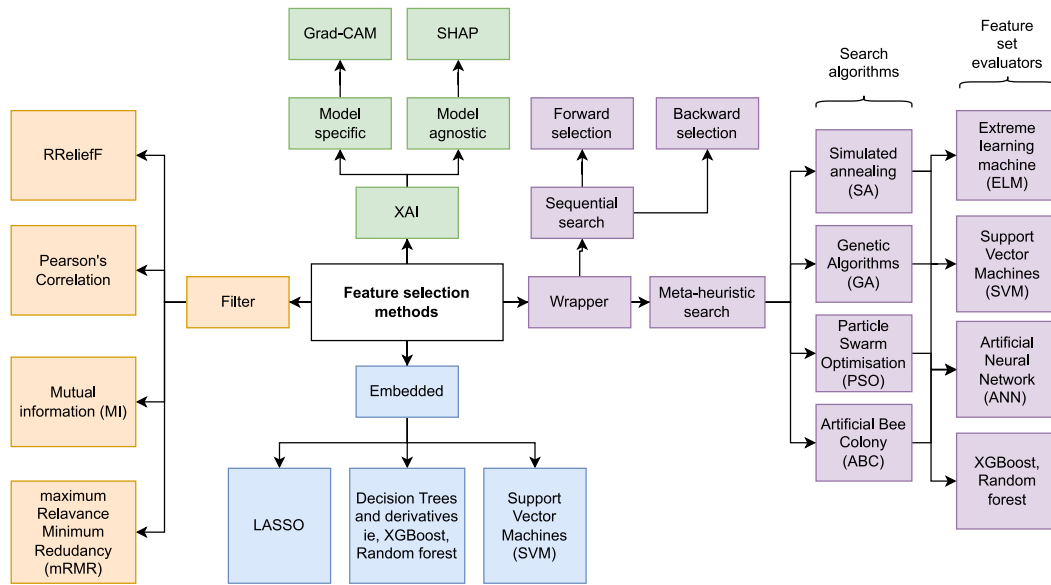 Grad-CAM
SHAP
Model
specific
Model
agnostic
XAI
Forward
selection
Backward
selection
Sequential
search
Search
algorithms
Feature
set
evaluators
RReliefF
Pearson's
Correlation
Mutual
information (MI)
maximum
Relavance
Minimum
Redudancy
(mRMR)
Filter
Feature selection
methods
Wrapper
Meta-heuristic
search
Simulated
annealing
(SA)
Genetic
Algorithms
(GA)
Particle
Swarm
Optimisation
(PSO)
Artificial Bee
Colony
(ABC)
Extreme
learning
machine
(ELM)
Support
Vector
Machines
(SVM)
Artificial
Neural
Network
(ANN)
XGBoost,
Random
forest
Embedded
LASSO
Decision Trees
and derivatives
ie, XGBoost,
Random forest
Support
Vector
Machines
(SVM)